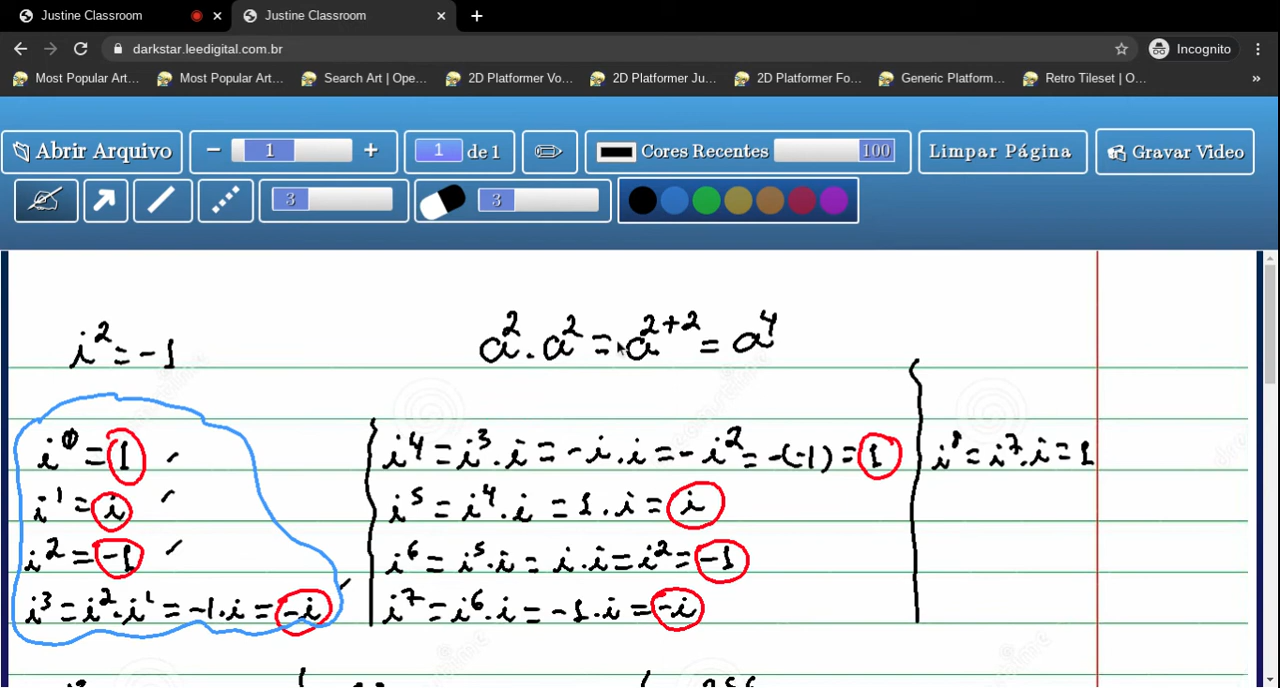 Justine Classroom
Justine Classroom
darkstar.leedigital.com.br
Incognito
Most Popular Art...
Most Popular Art...
Search Art | Ope...
2D Platformer Vo...
2D Platformer Ju...
2D Platformer Fo...
Generic Platform...
Retro Tileset | O...
»
Abrir Arquivo
− 1 +
1 de 1
Cores Recentes 100
Limpar Página
Gravar Video
3
3
i² = -1
a² . a² = a²⁺² = a⁴
i⁰ = 1
i¹ = i
i² = -1
i³ = i² . i¹ = -1 . i = -i
i⁴ = i³ . i = -i . i = -i² = -(-1) = 1
i⁵ = i⁴ . i = 1 . i = i
i⁶ = i⁵ . i = i . i = i² = -1
i⁷ = i⁶ . i = -1 . i = -i
i⁸ = i⁷ . i = 1